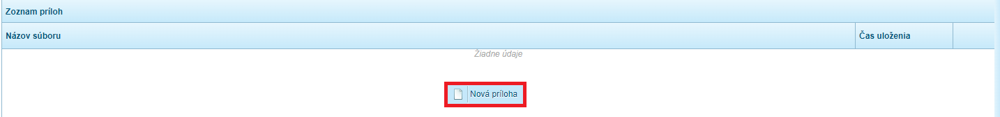 Zoznam príloh
Názov súboru Čas uloženia
Žiadne údaje
Nová príloha